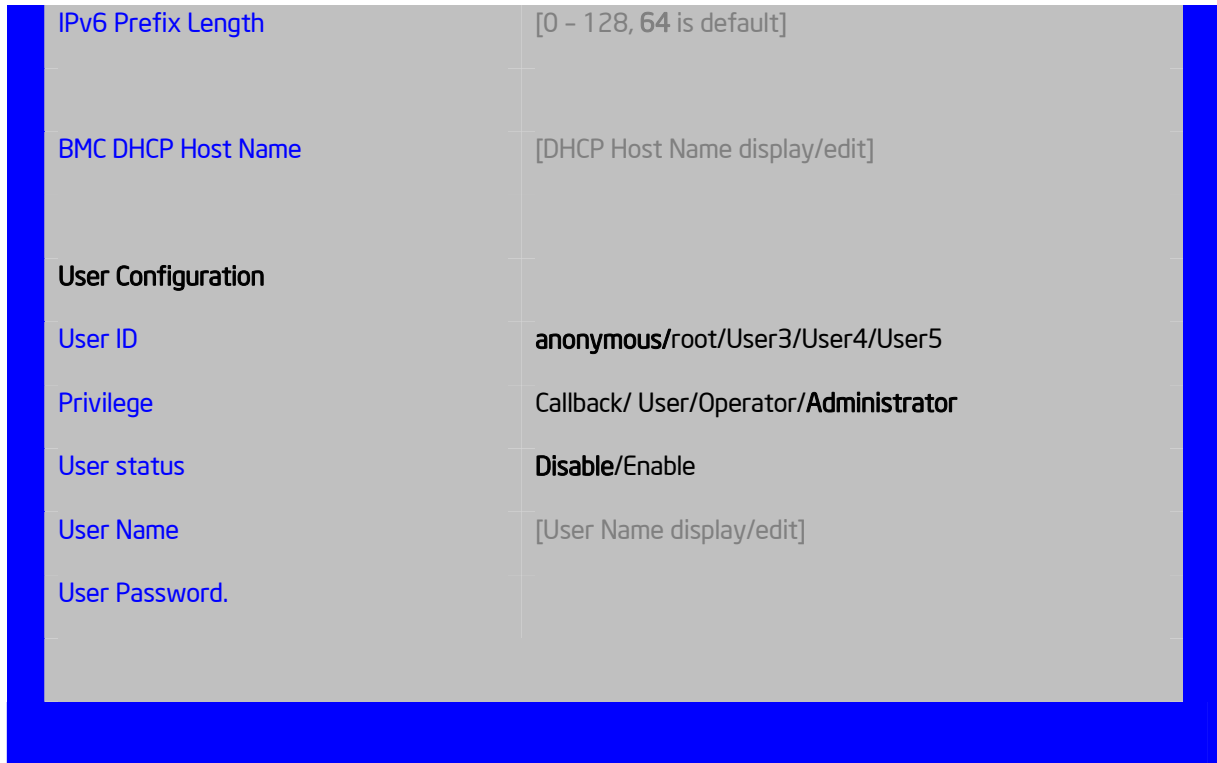 IPv6 Prefix Length [0 – 128, 64 is default]
BMC DHCP Host Name [DHCP Host Name display/edit]
User Configuration
User ID anonymous/root/User3/User4/User5
Privilege Callback/ User/Operator/Administrator
User status Disable/Enable
User Name [User Name display/edit]
User Password.